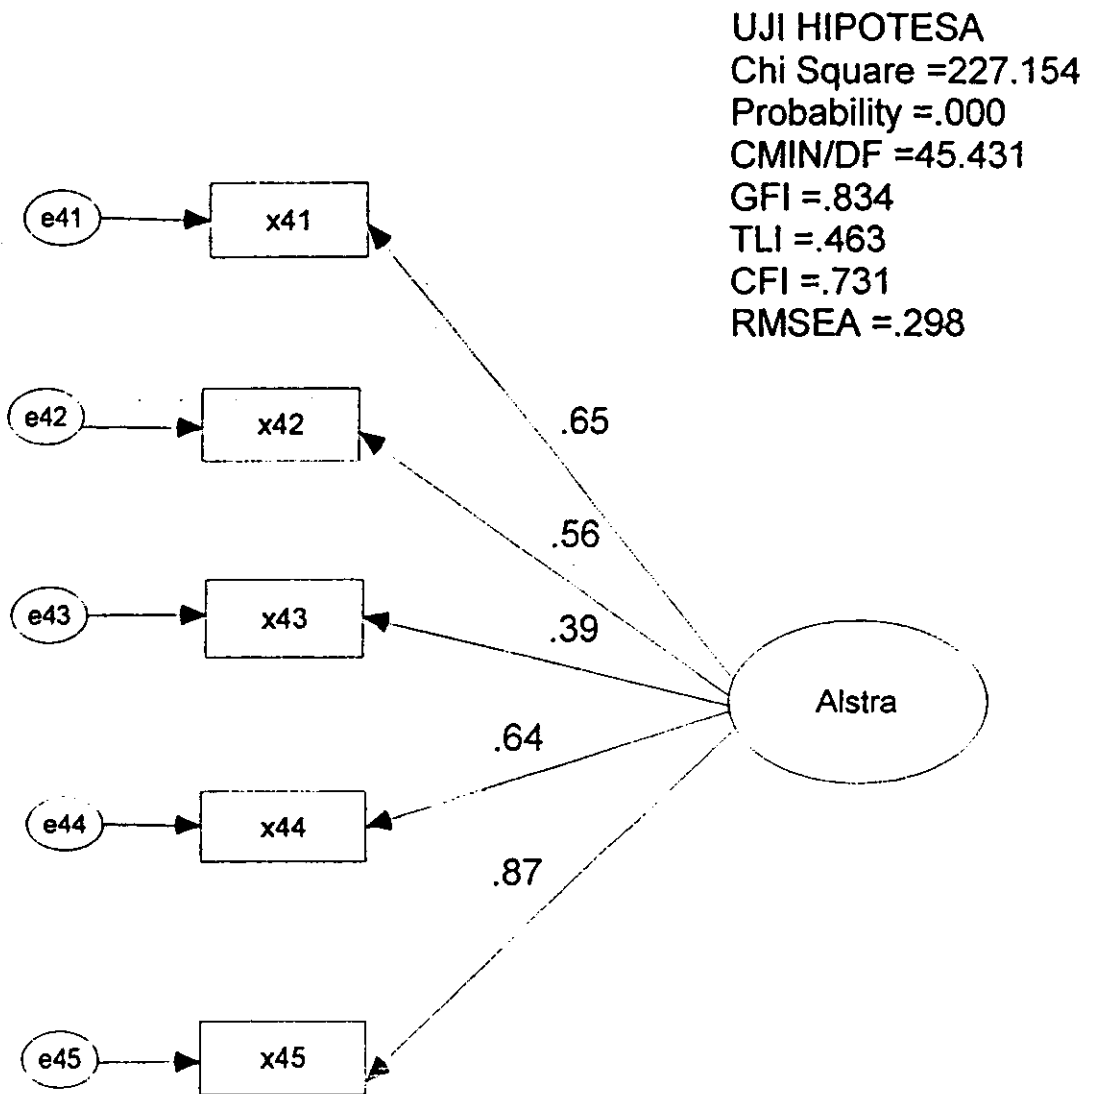 UJI HIPOTESA
Chi Square =227.154
Probability =.000
CMIN/DF =45.431
GFI =.834
TLI =.463
CFI =.731
RMSEA =.298
e41
x41
e42
x42
.65
.56
e43
x43
.39
Alstra
.64
e44
x44
.87
e45
x45